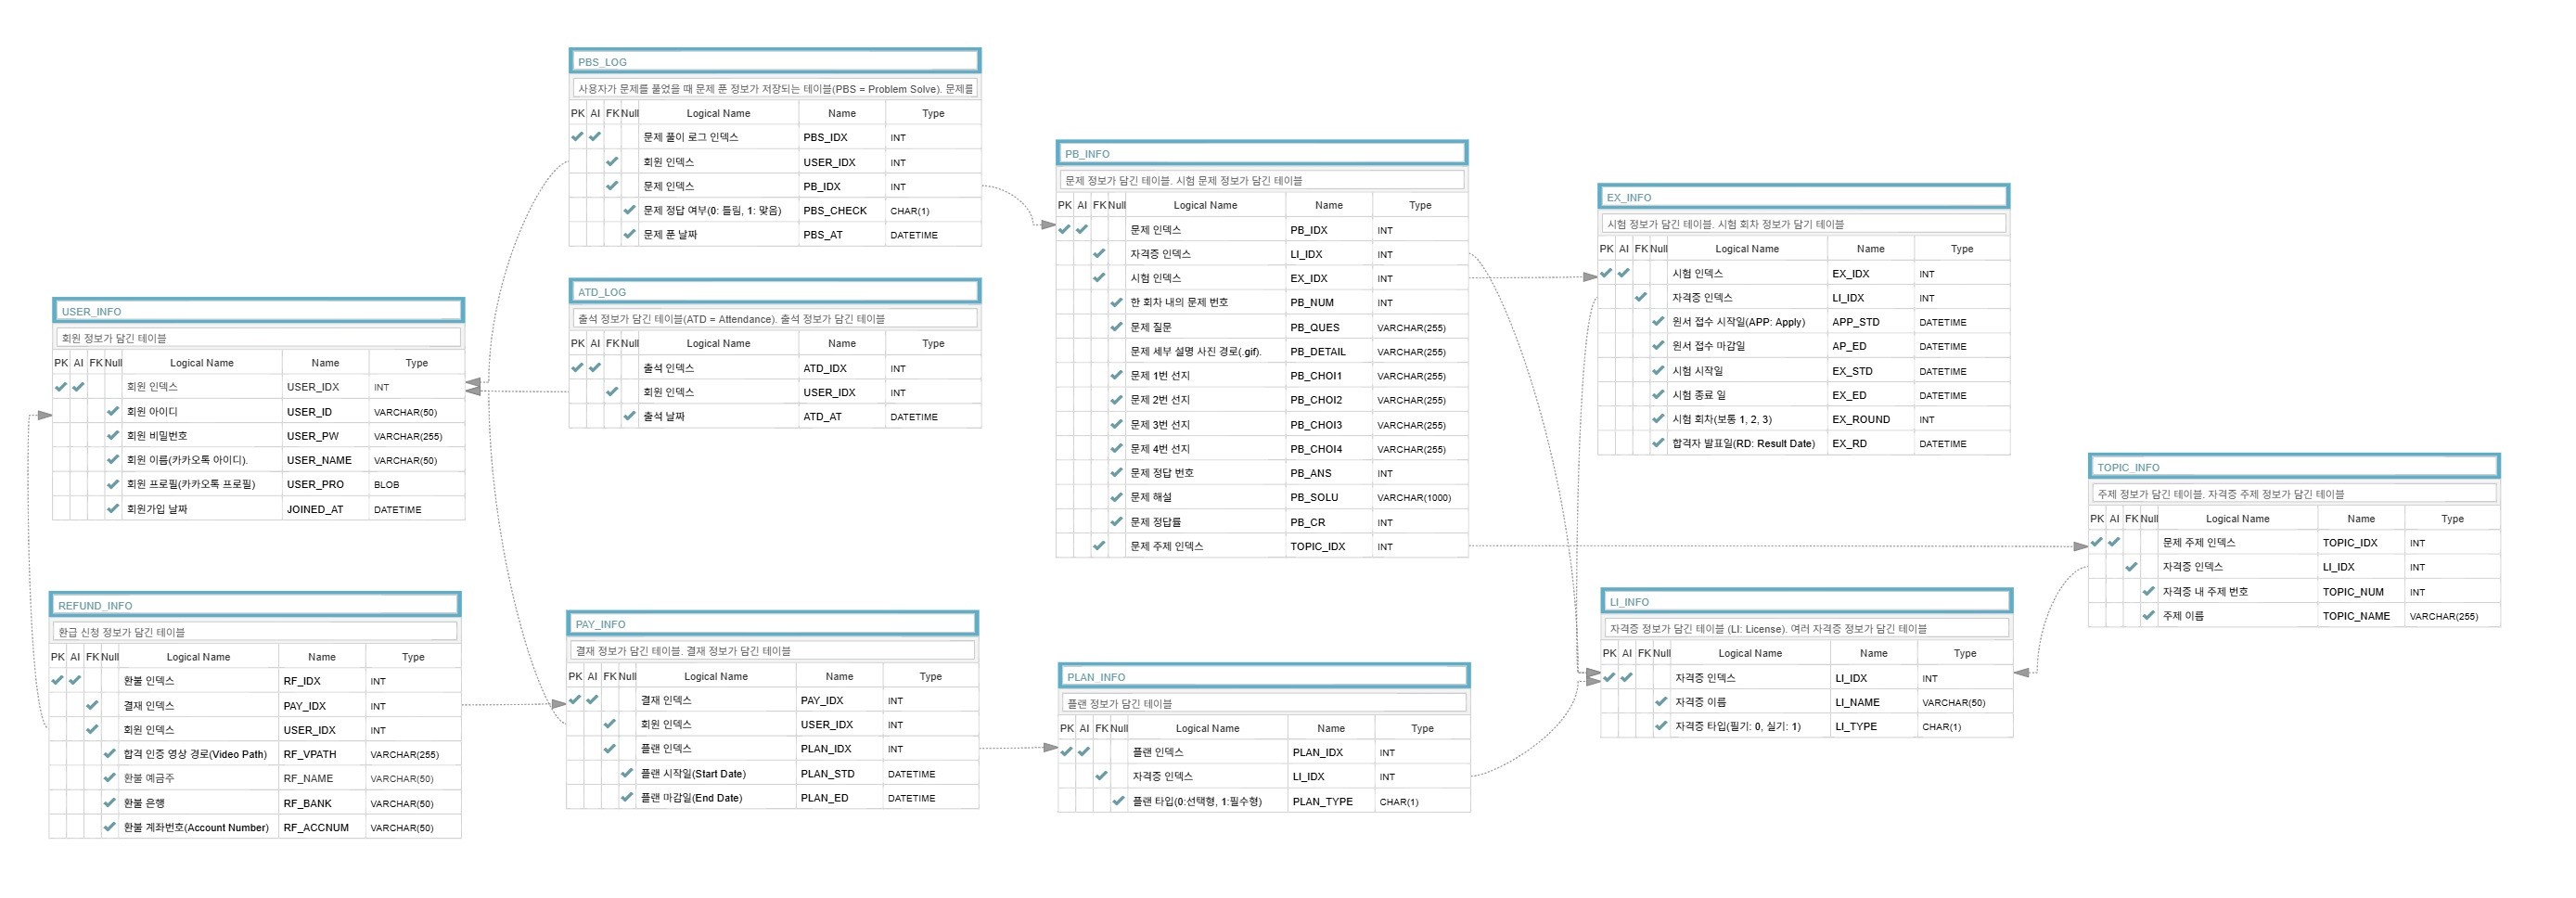 PBS_LOG
사용자가 문제를 풀었을 때 문제 푼 정보가 저장되는 테이블(PBS = Problem Solve). 문제를
PK AI FK Null Logical Name Name Type
문제 풀이 로그 인덱스 PBS_IDX INT
회원 인덱스 USER_IDX INT
문제 인덱스 PB_IDX INT
문제 정답 여부(0: 틀림, 1: 맞음) PBS_CHECK CHAR(1)
문제 푼 날짜 PBS_AT DATETIME
ATD_LOG
출석 정보가 담긴 테이블(ATD = Attendance). 출석 정보가 담긴 테이블
PK AI FK Null Logical Name Name Type
출석 인덱스 ATD_IDX INT
회원 인덱스 USER_IDX INT
출석 날짜 ATD_AT DATETIME
USER_INFO
회원 정보가 담긴 테이블
PK AI FK Null Logical Name Name Type
회원 인덱스 USER_IDX INT
회원 아이디 USER_ID VARCHAR(50)
회원 비밀번호 USER_PW VARCHAR(255)
회원 이름(카카오톡 아이디). USER_NAME VARCHAR(50)
회원 프로필(카카오톡 프로필) USER_PRO BLOB
회원가입 날짜 JOINED_AT DATETIME
REFUND_INFO
환급 신청 정보가 담긴 테이블
PK AI FK Null Logical Name Name Type
환불 인덱스 RF_IDX INT
결재 인덱스 PAY_IDX INT
회원 인덱스 USER_IDX INT
합격 인증 영상 경로(Video Path) RF_VPATH VARCHAR(255)
환불 예금주 RF_NAME VARCHAR(50)
환불 은행 RF_BANK VARCHAR(50)
환불 계좌번호(Account Number) RF_ACCNUM VARCHAR(50)
PAY_INFO
결재 정보가 담긴 테이블. 결재 정보가 담긴 테이블
PK AI FK Null Logical Name Name Type
결재 인덱스 PAY_IDX INT
회원 인덱스 USER_IDX INT
플랜 인덱스 PLAN_IDX INT
플랜 시작일(Start Date) PLAN_STD DATETIME
플랜 마감일(End Date) PLAN_ED DATETIME
PB_INFO
문제 정보가 담긴 테이블. 시험 문제 정보가 담긴 테이블
PK AI FK Null Logical Name Name Type
문제 인덱스 PB_IDX INT
자격증 인덱스 LI_IDX INT
시험 인덱스 EX_IDX INT
한 회차 내의 문제 번호 PB_NUM INT
문제 질문 PB_QUES VARCHAR(255)
문제 세부 설명 사진 경로(.gif). PB_DETAIL VARCHAR(255)
문제 1번 선지 PB_CHOI1 VARCHAR(255)
문제 2번 선지 PB_CHOI2 VARCHAR(255)
문제 3번 선지 PB_CHOI3 VARCHAR(255)
문제 4번 선지 PB_CHOI4 VARCHAR(255)
문제 정답 번호 PB_ANS INT
문제 해설 PB_SOLU VARCHAR(1000)
문제 정답률 PB_CR INT
문제 주제 인덱스 TOPIC_IDX INT
PLAN_INFO
플랜 정보가 담긴 테이블
PK AI FK Null Logical Name Name Type
플랜 인덱스 PLAN_IDX INT
자격증 인덱스 LI_IDX INT
플랜 타입(0:선택형, 1:필수형) PLAN_TYPE CHAR(1)
EX_INFO
시험 정보가 담긴 테이블. 시험 회차 정보가 담기 테이블
PK AI FK Null Logical Name Name Type
시험 인덱스 EX_IDX INT
자격증 인덱스 LI_IDX INT
원서 접수 시작일(APP: Apply) APP_STD DATETIME
원서 접수 마감일 AP_ED DATETIME
시험 시작일 EX_STD DATETIME
시험 종료 일 EX_ED DATETIME
시험 회차(보통 1, 2, 3) EX_ROUND INT
합격자 발표일(RD: Result Date) EX_RD DATETIME
LI_INFO
자격증 정보가 담긴 테이블 (LI: License). 여러 자격증 정보가 담긴 테이블
PK AI FK Null Logical Name Name Type
자격증 인덱스 LI_IDX INT
자격증 이름 LI_NAME VARCHAR(50)
자격증 타입(필기: 0, 실기: 1) LI_TYPE CHAR(1)
TOPIC_INFO
주제 정보가 담긴 테이블. 자격증 주제 정보가 담긴 테이블
PK AI FK Null Logical Name Name Type
문제 주제 인덱스 TOPIC_IDX INT
자격증 인덱스 LI_IDX INT
자격증 내 주제 번호 TOPIC_NUM INT
주제 이름 TOPIC_NAME VARCHAR(255)